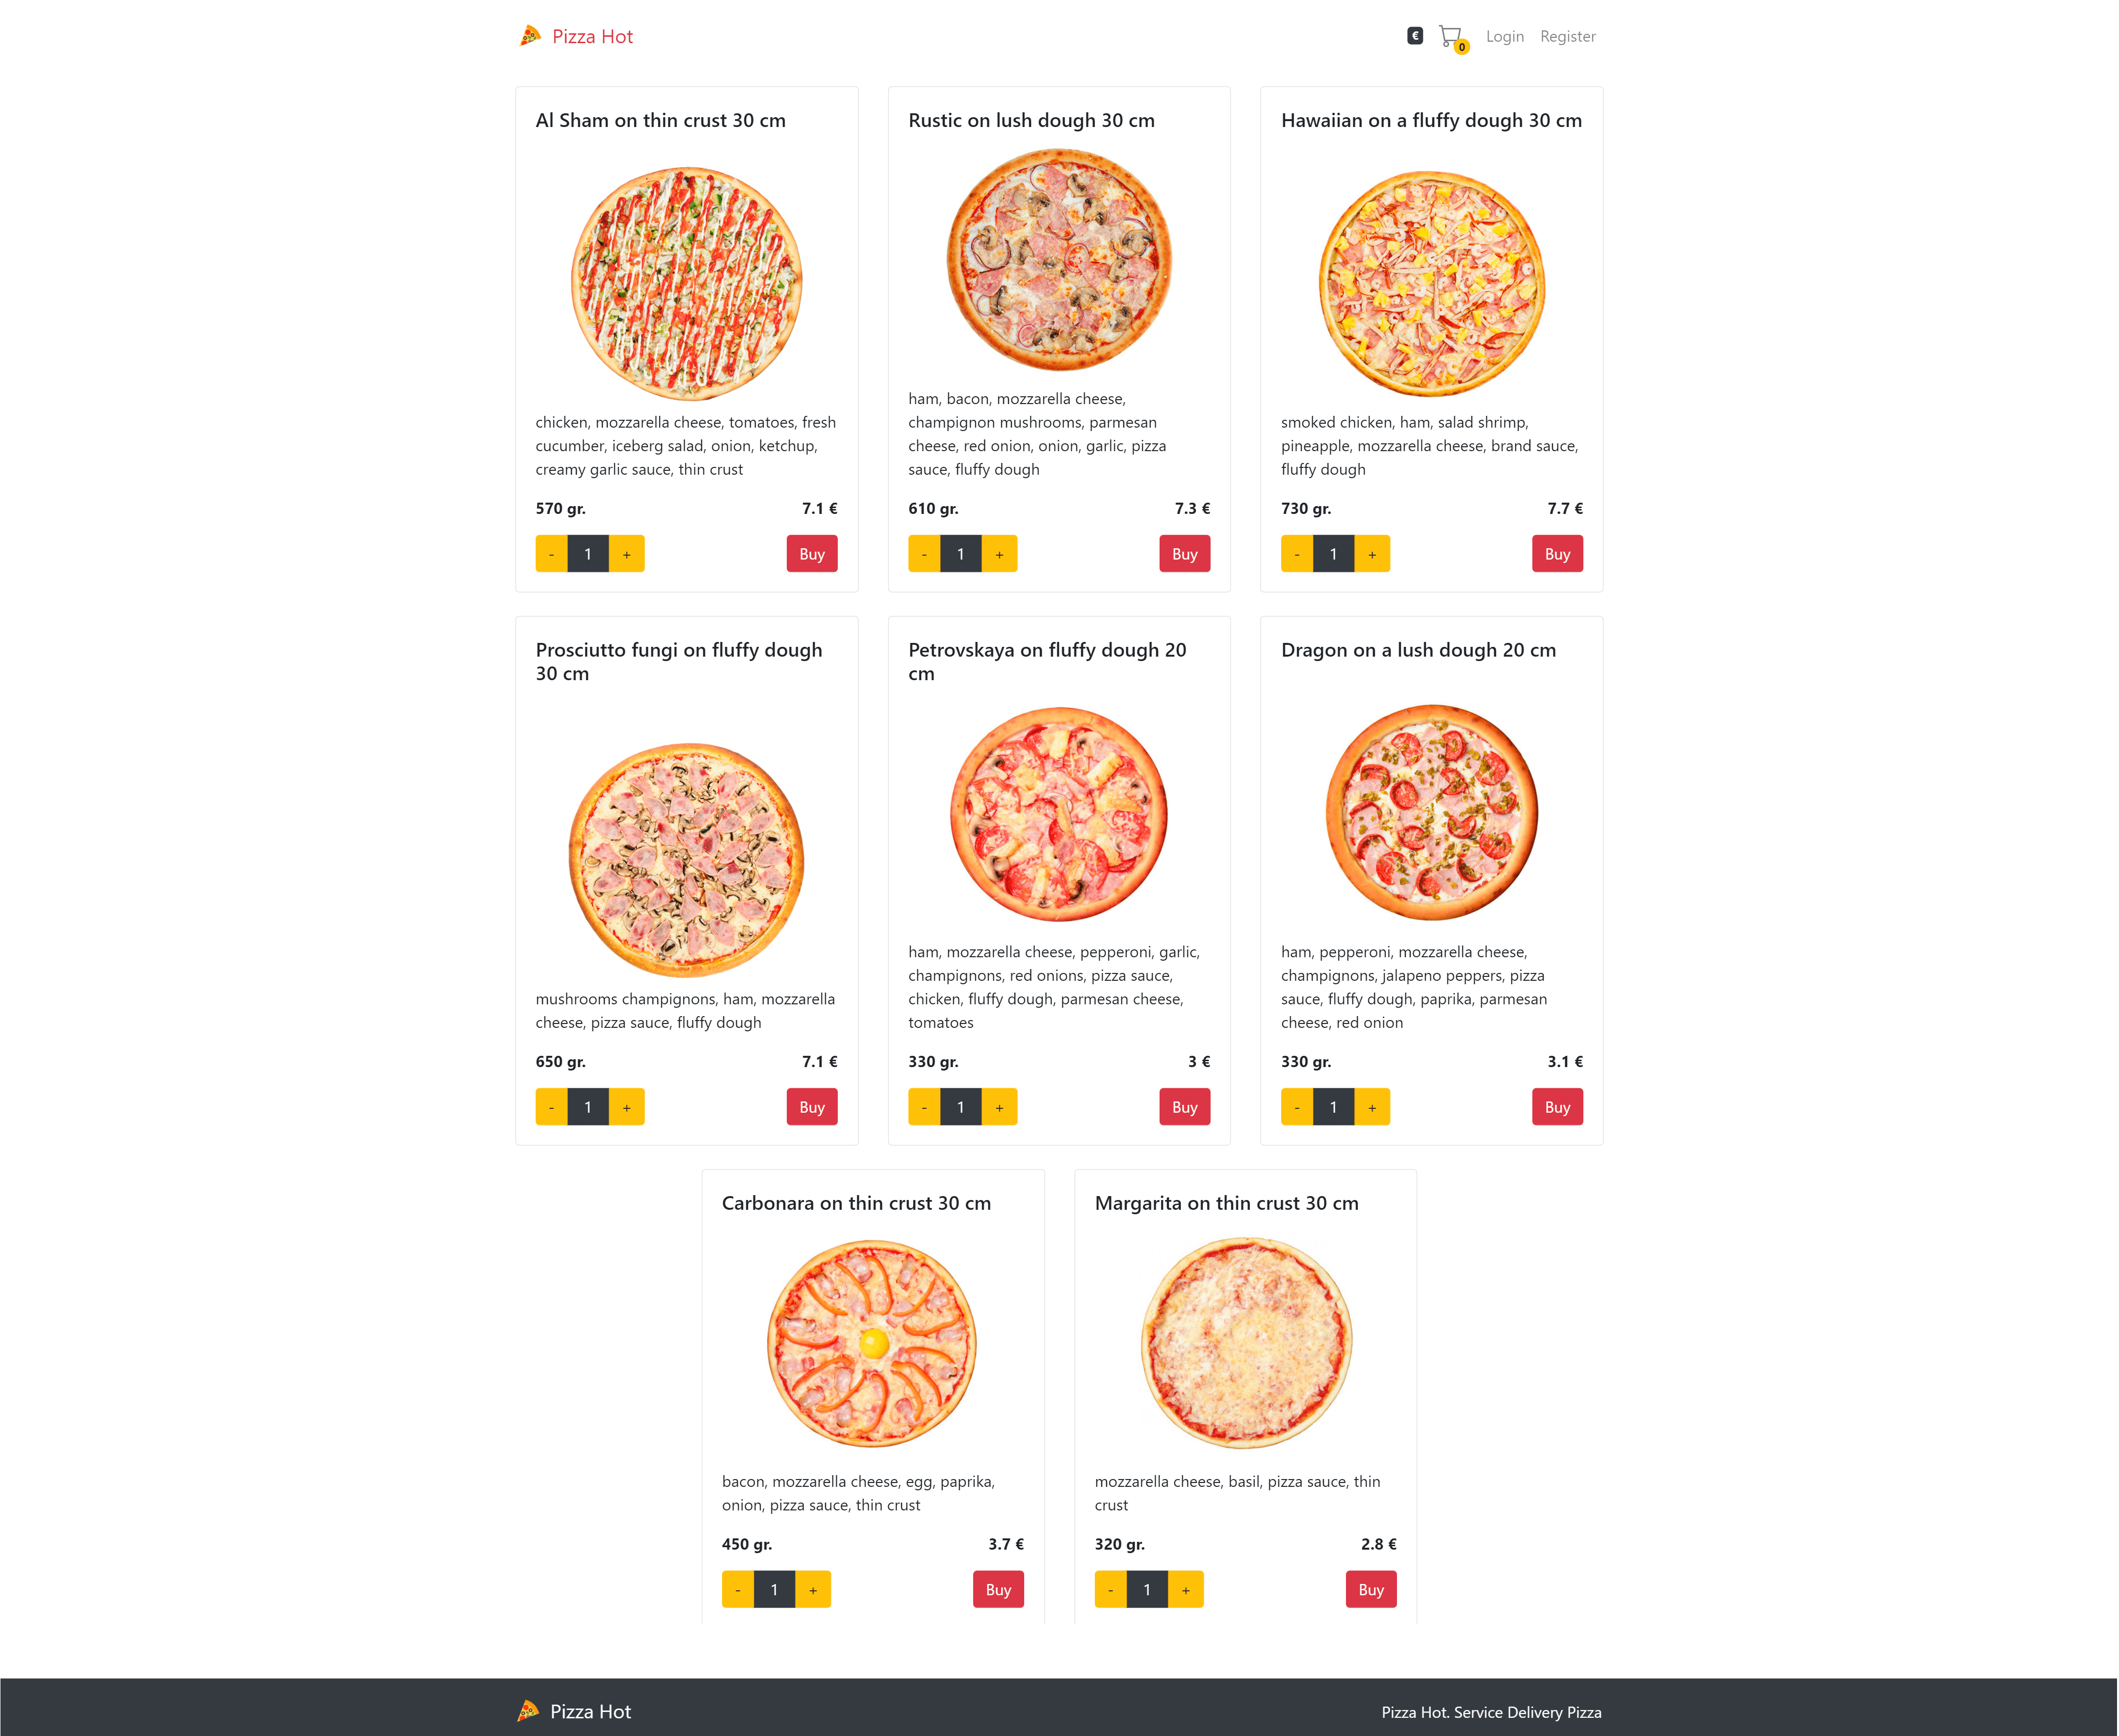 Pizza Hot
€
0
Login
Register
Al Sham on thin crust 30 cm
chicken, mozzarella cheese, tomatoes, fresh
cucumber, iceberg salad, onion, ketchup,
creamy garlic sauce, thin crust
570 gr.
7.1 €
- 1 +
Buy
Rustic on lush dough 30 cm
ham, bacon, mozzarella cheese,
champignon mushrooms, parmesan
cheese, red onion, onion, garlic, pizza
sauce, fluffy dough
610 gr.
7.3 €
- 1 +
Buy
Hawaiian on a fluffy dough 30 cm
smoked chicken, ham, salad shrimp,
pineapple, mozzarella cheese, brand sauce,
fluffy dough
730 gr.
7.7 €
- 1 +
Buy
Prosciutto fungi on fluffy dough
30 cm
mushrooms champignons, ham, mozzarella
cheese, pizza sauce, fluffy dough
650 gr.
7.1 €
- 1 +
Buy
Petrovskaya on fluffy dough 20
cm
ham, mozzarella cheese, pepperoni, garlic,
champignons, red onions, pizza sauce,
chicken, fluffy dough, parmesan cheese,
tomatoes
330 gr.
3 €
- 1 +
Buy
Dragon on a lush dough 20 cm
ham, pepperoni, mozzarella cheese,
champignons, jalapeno peppers, pizza
sauce, fluffy dough, paprika, parmesan
cheese, red onion
330 gr.
3.1 €
- 1 +
Buy
Carbonara on thin crust 30 cm
bacon, mozzarella cheese, egg, paprika,
onion, pizza sauce, thin crust
450 gr.
3.7 €
- 1 +
Buy
Margarita on thin crust 30 cm
mozzarella cheese, basil, pizza sauce, thin
crust
320 gr.
2.8 €
- 1 +
Buy
Pizza Hot
Pizza Hot. Service Delivery Pizza